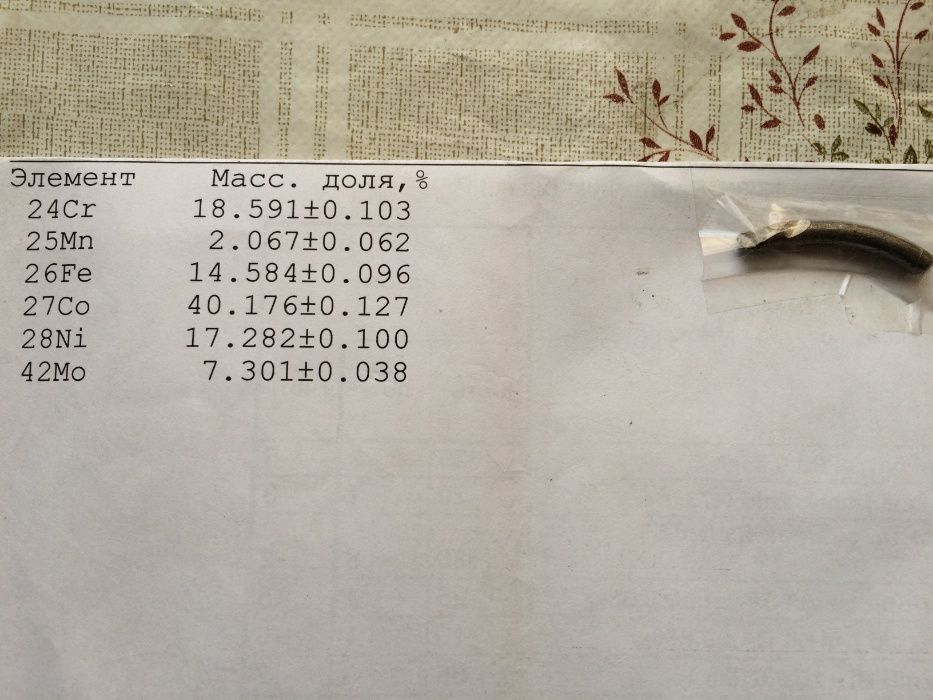 Элемент Масс. доля,%
24Cr 18.591±0.103
25Mn 2.067±0.062
26Fe 14.584±0.096
27Co 40.176±0.127
28Ni 17.282±0.100
42Mo 7.301±0.038